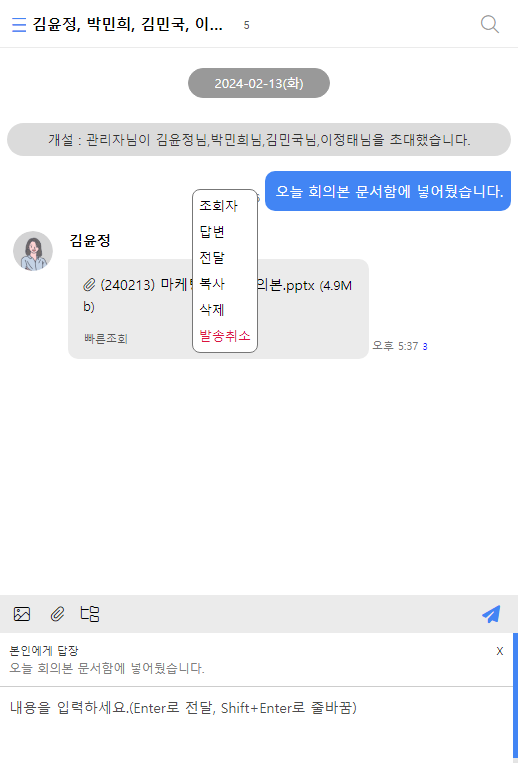 김윤정, 박민희, 김민국, 이... 5
2024-02-13(화)
개설 : 관리자님이 김윤정님,박민희님,김민국님,이정태님을 초대했습니다.
오늘 회의본 문서함에 넣어뒀습니다.
조회자
답변
전달
복사
삭제
발송취소
김윤정
(240213) 마케 의본.pptx (4.9M
b)
빠른조회
오후 5:37 3
본인에게 답장 X
오늘 회의본 문서함에 넣어뒀습니다.
내용을 입력하세요.(Enter로 전달, Shift+Enter로 줄바꿈)